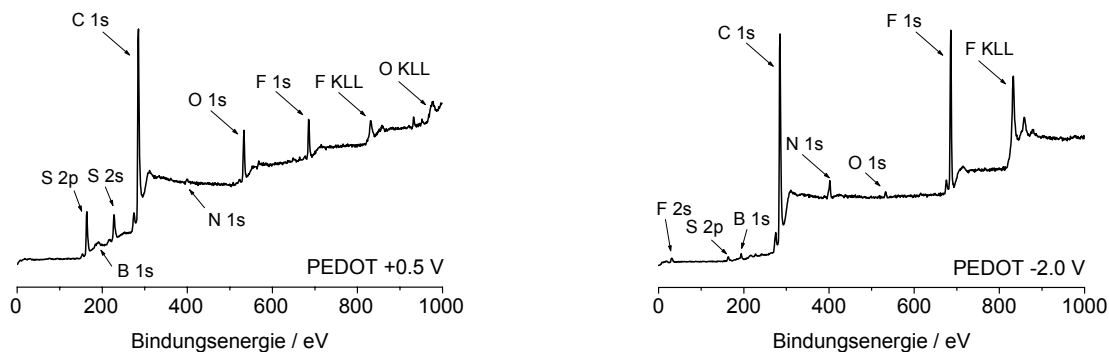 C 1s
O 1s
F 1s
F KLL
O KLL
S 2p
S 2s
N 1s
B 1s
PEDOT +0.5 V
0 200 400 600 800 1000
Bindungsenergie / eV
C 1s
F 1s
F KLL
N 1s
O 1s
F 2s
S 2p
B 1s
PEDOT -2.0 V
0 200 400 600 800 1000
Bindungsenergie / eV